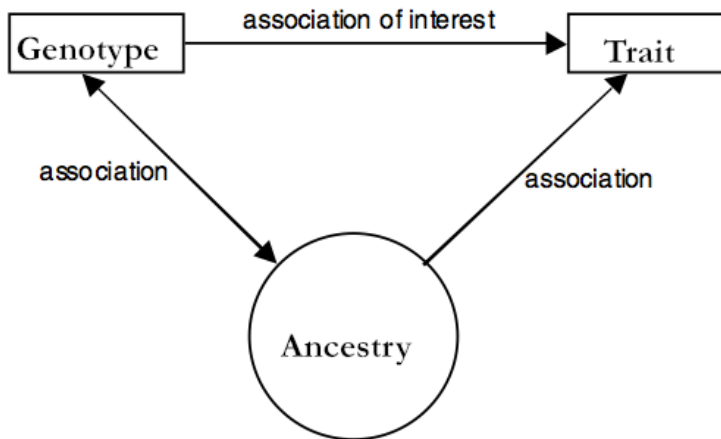 association of interest
Genotype
Trait
association
association
Ancestry